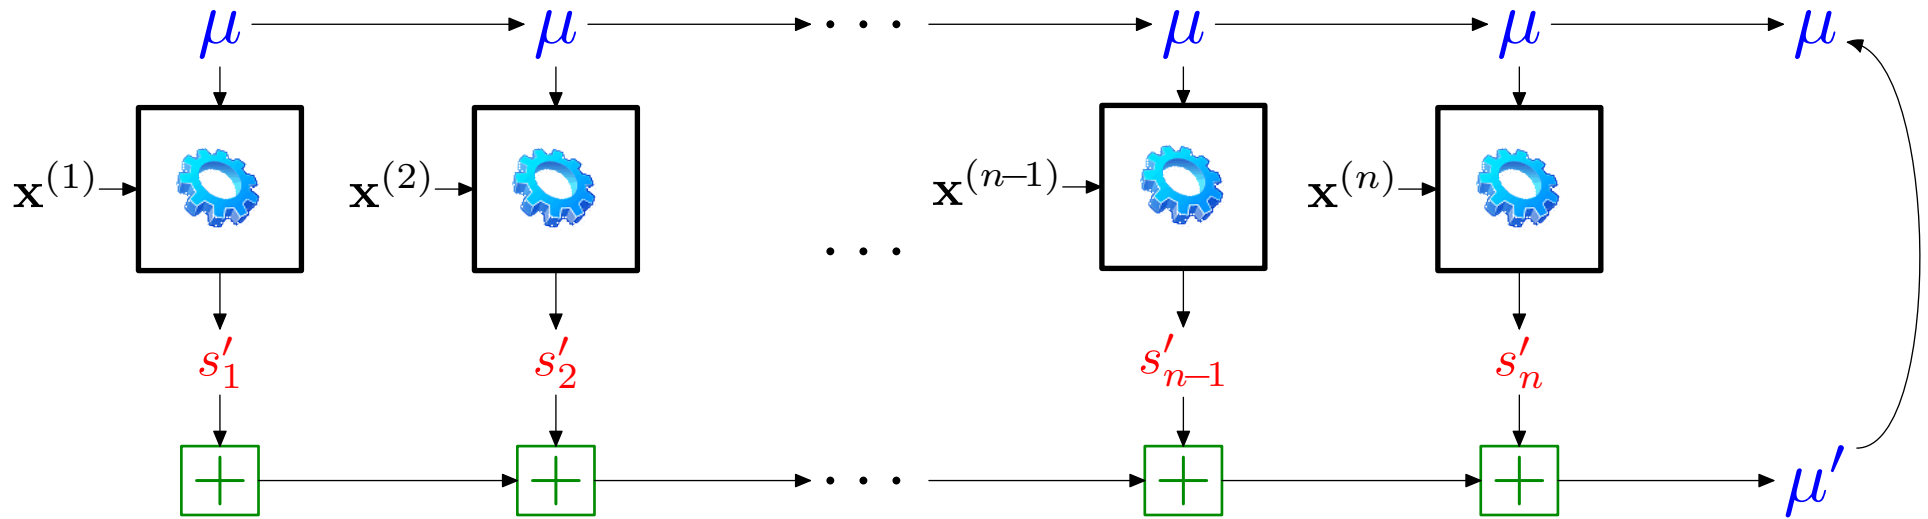 μ μ ··· μ μ μ
x⁽¹⁾ x⁽²⁾ ··· x⁽ⁿ⁻¹⁾ x⁽ⁿ⁾
s′₁ s′₂ s′ₙ₋₁ s′ₙ
+ + ··· + + μ′